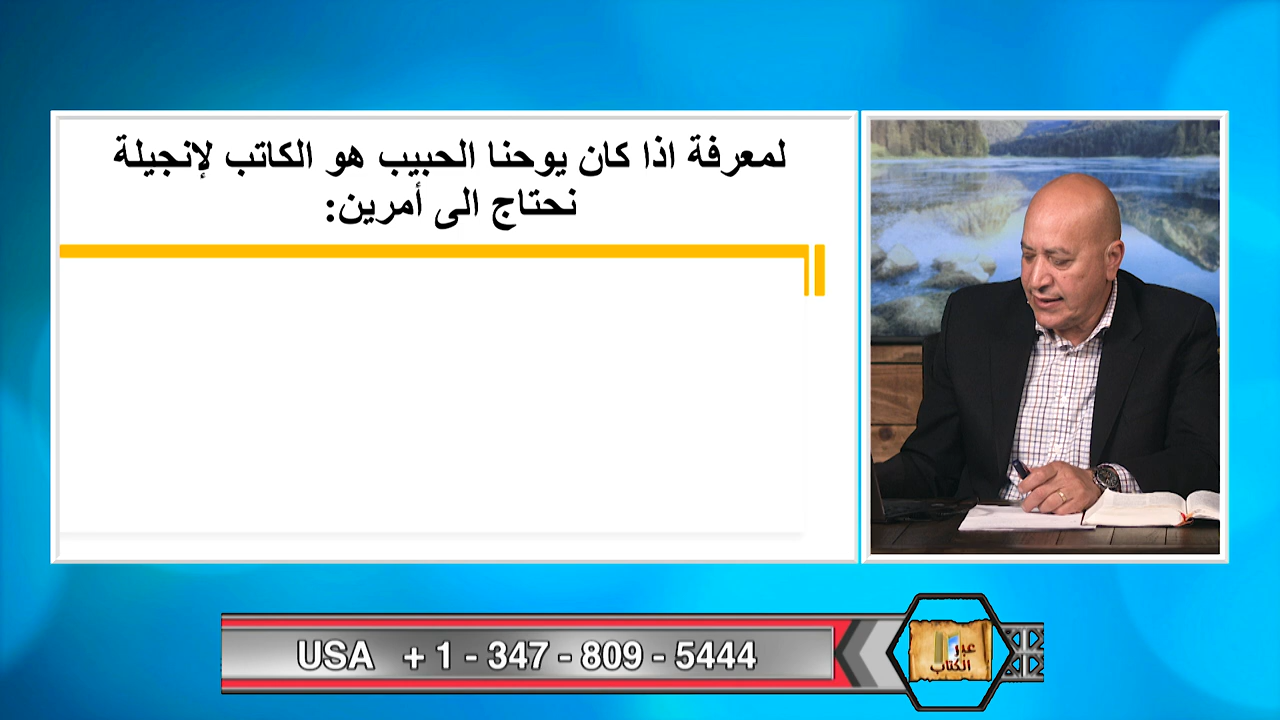 لمعرفة اذا كان يوحنا الحبيب هو الكاتب لإنجيلة
نحتاج الى أمرين:
USA + 1 - 347 - 809 - 5444
عبر
الكتاب